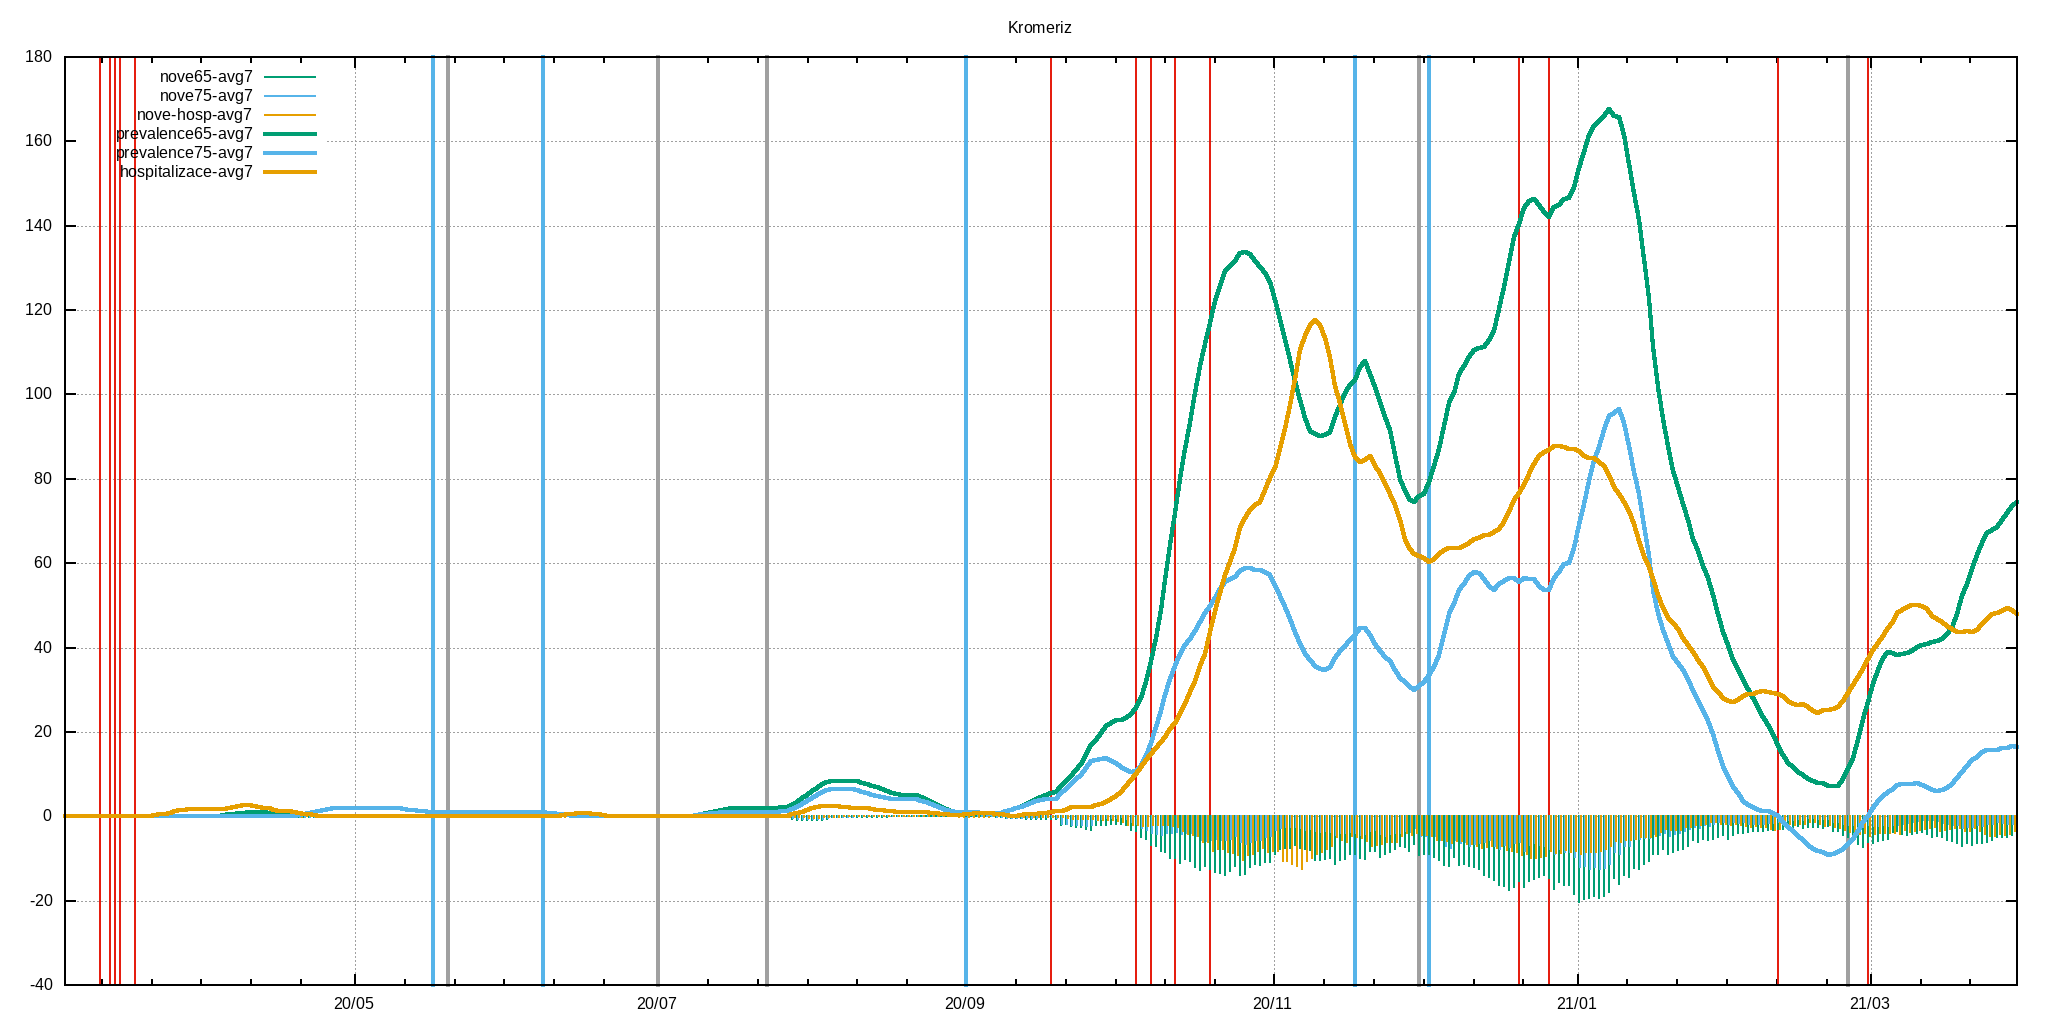 Kromeriz
180
160
140
120
100
80
60
40
20
0
-20
-40
nove65-avg7
nove75-avg7
nove-hosp-avg7
prevalence65-avg7
prevalence75-avg7
hospitalizace-avg7
20/05 20/07 20/09 20/11 21/01 21/03